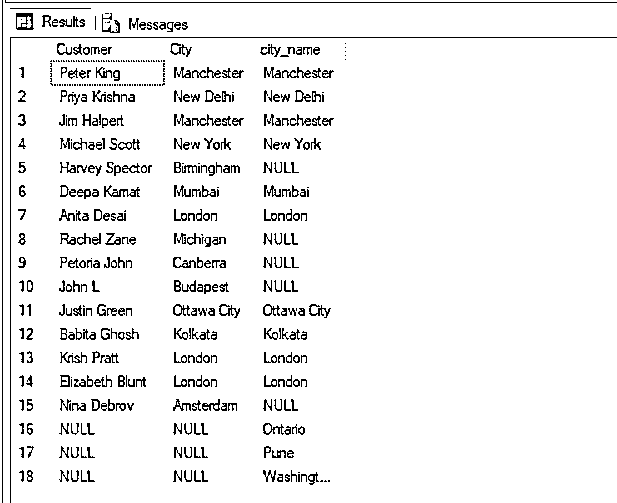 Results Messages
Customer City city_name
1 Peter King Manchester Manchester
2 Priya Krishna New Delhi New Delhi
3 Jim Halpert Manchester Manchester
4 Michael Scott New York New York
5 Harvey Spector Birmingham NULL
6 Deepa Kamat Mumbai Mumbai
7 Anita Desai London London
8 Rachel Zane Michigan NULL
9 Petoria John Canberra NULL
10 John L Budapest NULL
11 Justin Green Ottawa City Ottawa City
12 Babita Ghosh Kolkata Kolkata
13 Krish Pratt London London
14 Elizabeth Blunt London London
15 Nina Debrov Amsterdam NULL
16 NULL NULL Ontario
17 NULL NULL Pune
18 NULL NULL Washingt...